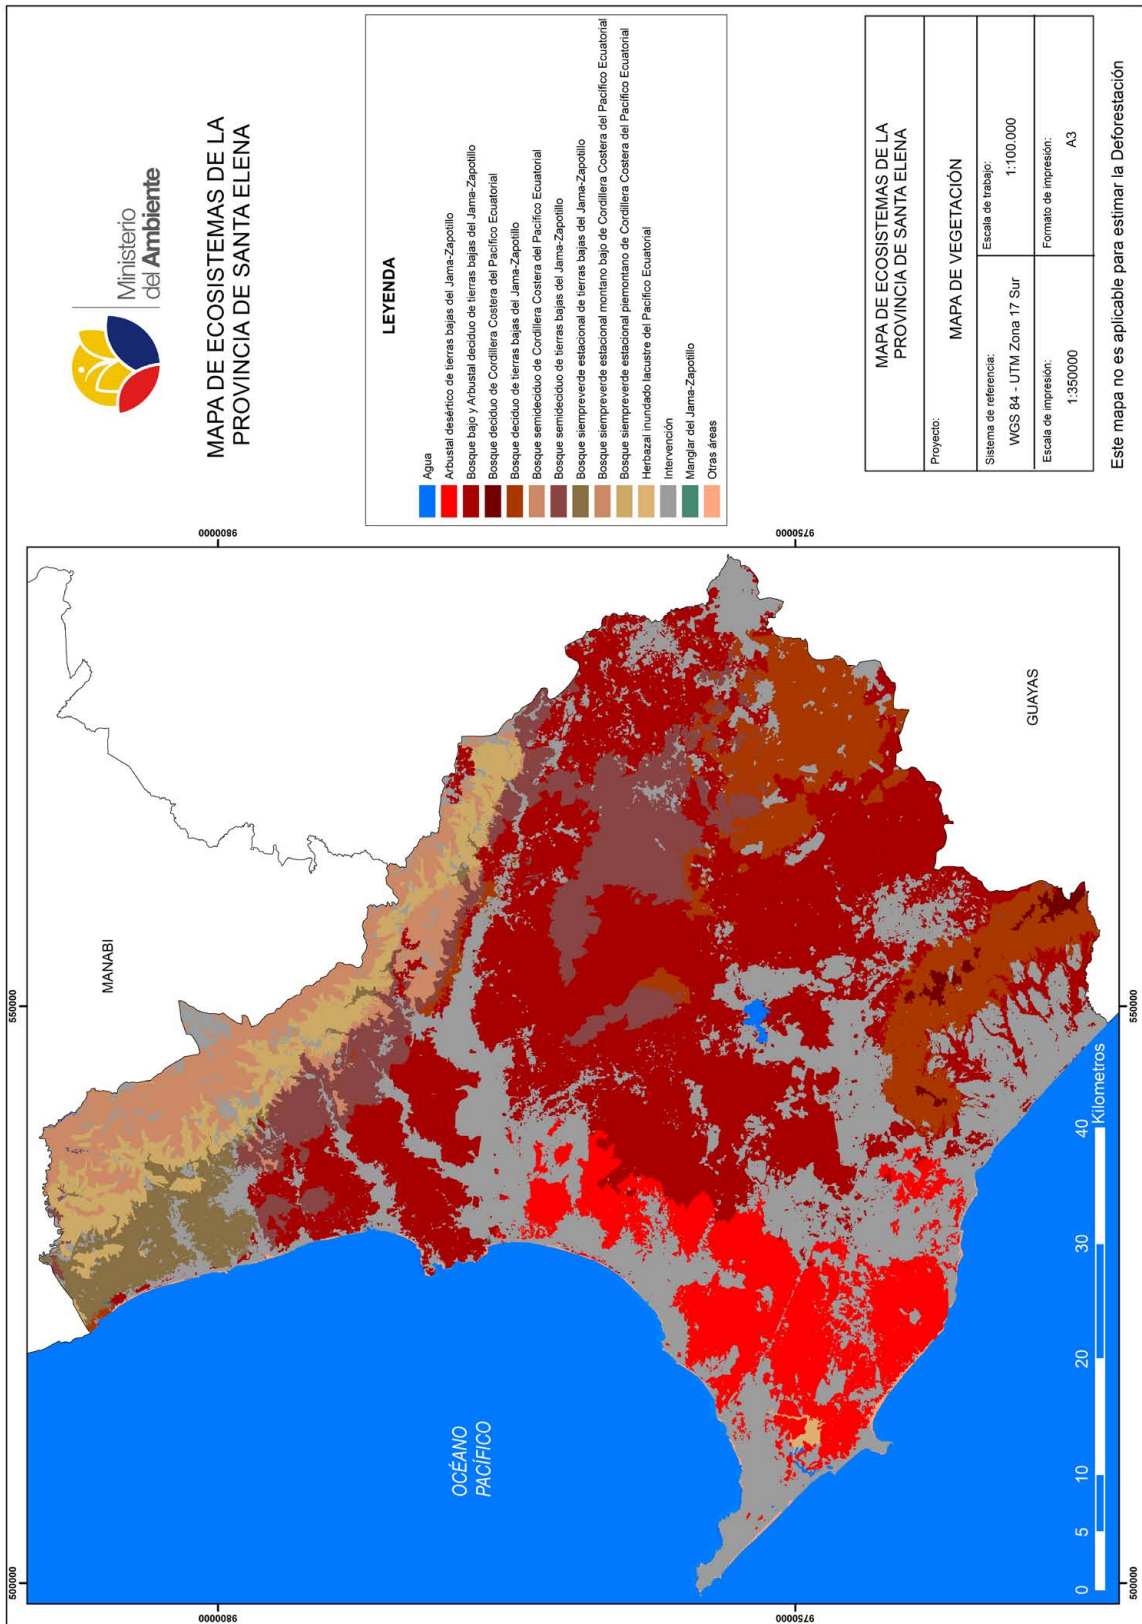 Ministerio
del Ambiente
MAPA DE ECOSISTEMAS DE LA
PROVINCIA DE SANTA ELENA
LEYENDA
Agua
Arbustal desértico de tierras bajas del Jama-Zapotillo
Bosque bajo y Arbustal deciduo de tierras bajas del Jama-Zapotillo
Bosque deciduo de Cordillera Costera del Pacífico Ecuatorial
Bosque deciduo de tierras bajas del Jama-Zapotillo
Bosque semideciduo de Cordillera Costera del Pacífico Ecuatorial
Bosque semideciduo de tierras bajas del Jama-Zapotillo
Bosque siempreverde estacional de tierras bajas del Jama-Zapotillo
Bosque siempreverde estacional montano bajo de Cordillera Costera del Pacífico Ecuatorial
Bosque siempreverde estacional piemontano de Cordillera Costera del Pacífico Ecuatorial
Herbazal inundado lacustre del Pacífico Ecuatorial
Intervención
Manglar del Jama-Zapotillo
Otras áreas
MAPA DE ECOSISTEMAS DE LA
PROVINCIA DE SANTA ELENA
Proyecto:
MAPA DE VEGETACIÓN
Sistema de referencia:
WGS 84 - UTM Zona 17 Sur
Escala de trabajo:
1:100.000
Escala de impresión:
1:350000
Formato de impresión:
A3
Este mapa no es aplicable para estimar la Deforestación
500000
550000
9800000
9800000
9750000
9750000
MANABI
GUAYAS
OCÉANO
PACÍFICO
0 5 10 20 30 40
Kilometros
500000
550000